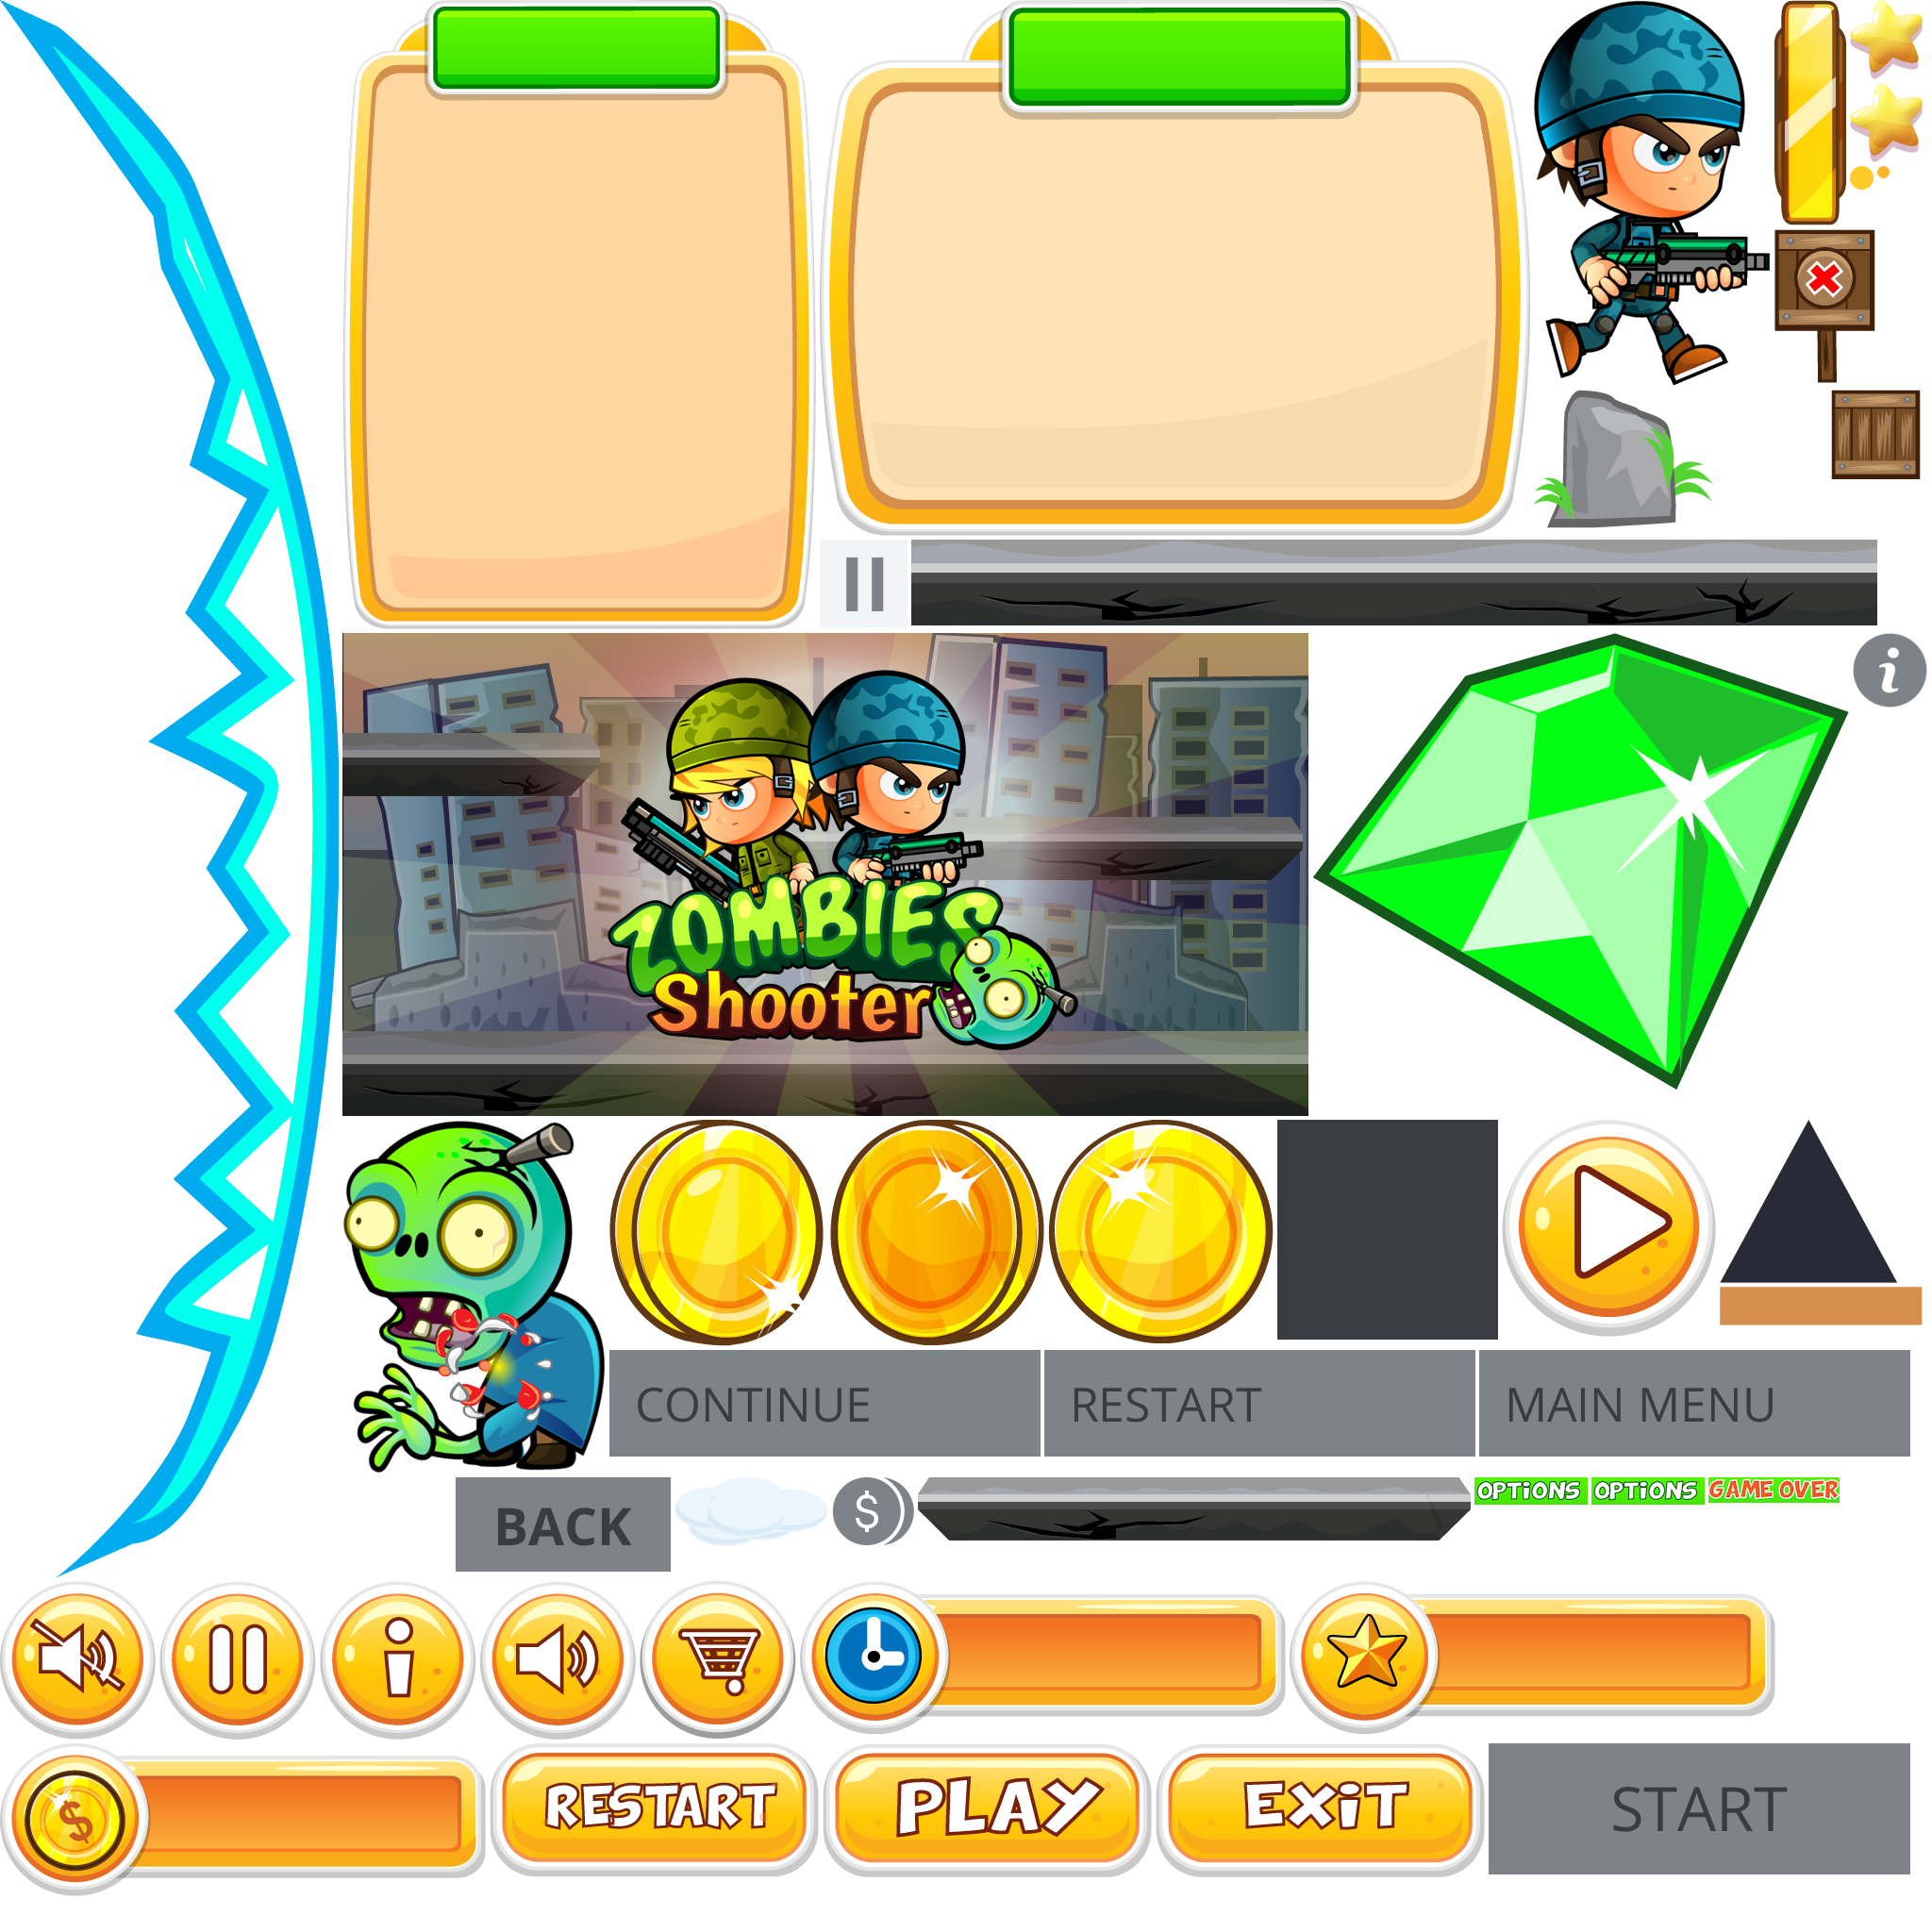 ZOMBIES
Shooter
CONTINUE
RESTART
MAIN MENU
BACK
$
OPTiONS
OPTiONS
GAME OVER
$
RESTART
PLAY
EXiT
START